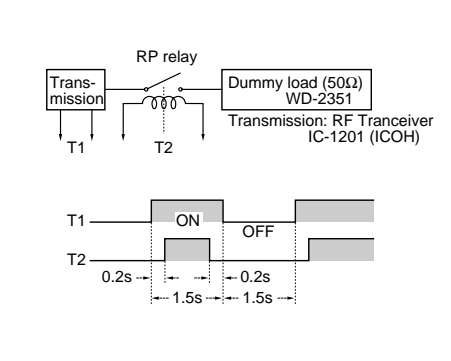 RP relay
Trans-
mission
Dummy load (50Ω)
WD-2351
Transmission: RF Tranceiver
IC-1201 (ICOH)
T1
T2
T1
ON
OFF
T2
0.2s
0.2s
1.5s
1.5s